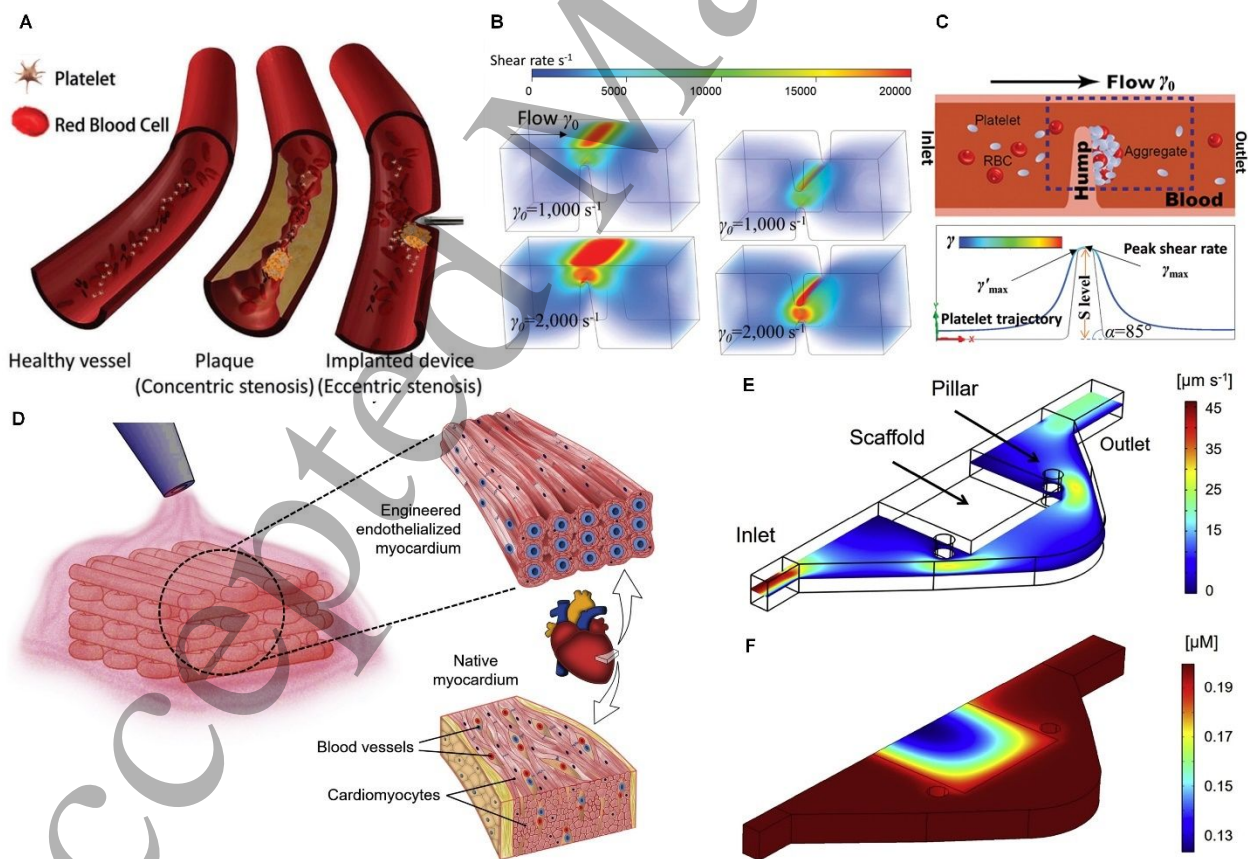 A
Platelet
Red Blood Cell
Healthy vessel
Plaque
(Concentric stenosis)
Implanted device
(Eccentric stenosis)
B
Shear rate s⁻¹
0 5000 10000 15000 20000
Flow γ₀
γ₀=1,000 s⁻¹
γ₀=1,000 s⁻¹
γ₀=2,000 s⁻¹
γ₀=2,000 s⁻¹
C
Flow γ₀
Inlet
Platelet
RBC
Hump
Aggregate
Blood
Outlet
γ
Peak shear rate
γmax
γ'max
S level
Platelet trajectory
α=85°
Y
X
D
Engineered
endothelialized
myocardium
Native
myocardium
Blood vessels
Cardiomyocytes
E
[µm s⁻¹]
Pillar
Scaffold
Outlet
Inlet
45
35
25
15
0
F
[µM]
0.19
0.17
0.15
0.13
ccepted Ma